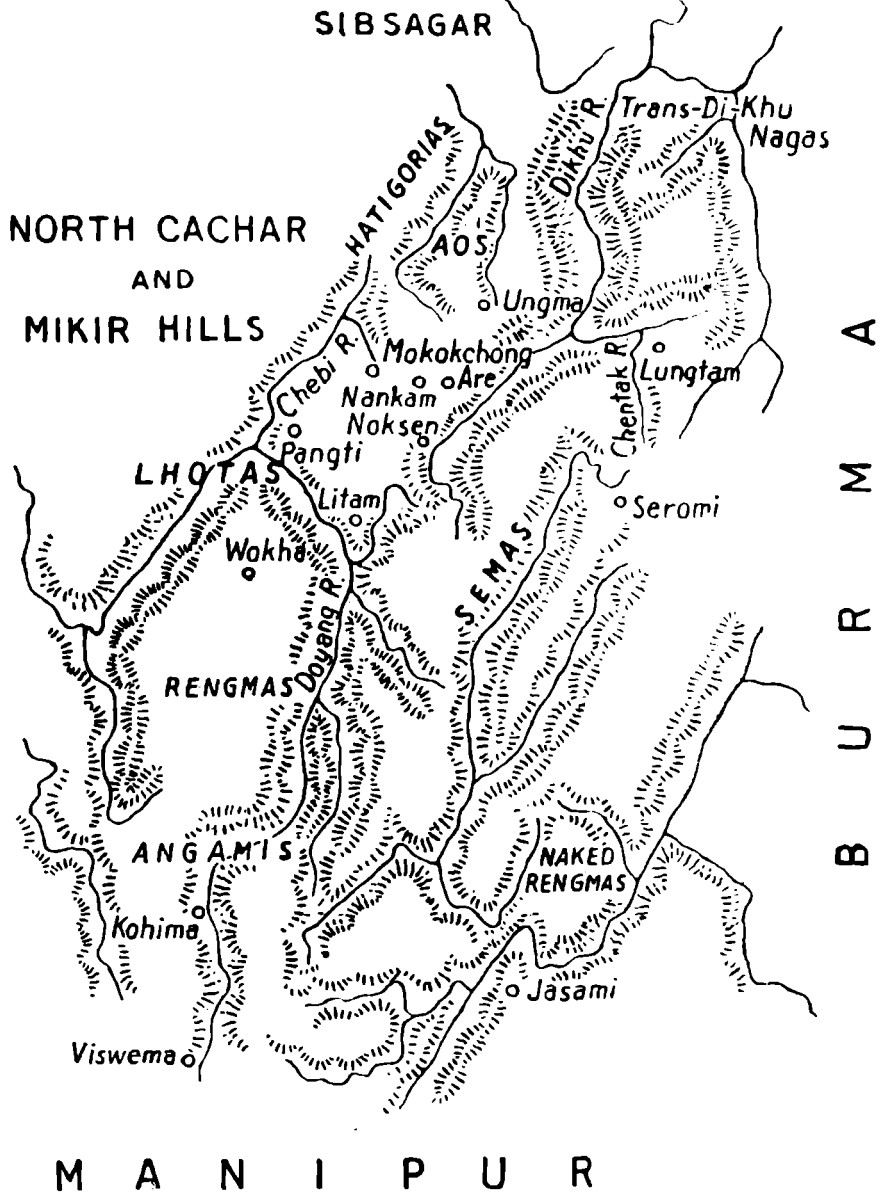 SIBSAGAR
Trans-Di-Khu
Nagas
DIKHU R.
HATIGORIAS
NORTH CACHAR
AND
MIKIR HILLS
AOS
Ungma
Chebi R.
Mokokchong
Are
Nankam
Noksen
Chentak R.
Lungtam
Pangti
LHOTAS
Litam
Seromi
Wokha
SEMAS
Doyang R.
RENGMAS
ANGAMIS
NAKED
RENGMAS
Kohima
Jasami
Viswema
BURMA
MANIPUR